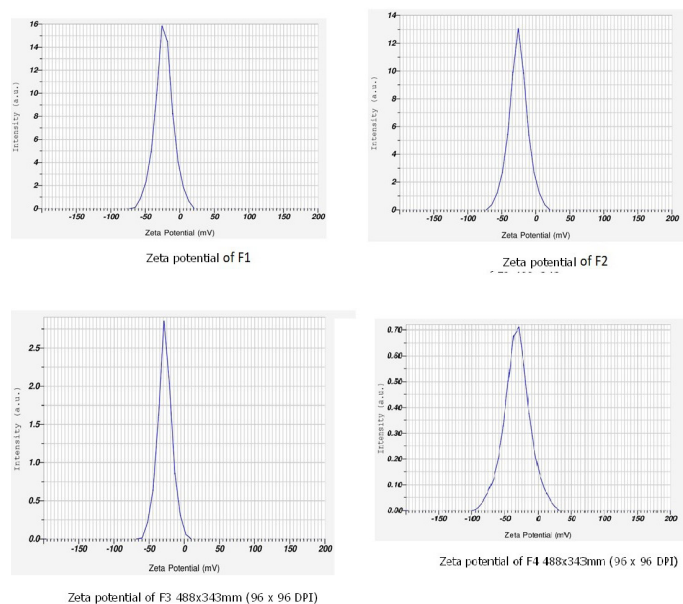 16
14
12
10
8
6
4
2
0
Intensity (a.u.)
-150 -100 -50 0 50 100 150 200
Zeta Potential (mV)
Zeta potential of F1
14
12
10
8
6
4
2
0
Intensity (a.u.)
-150 -100 -50 0 50 100 150 200
Zeta Potential (mV)
Zeta potential of F2
2.5
2.0
1.5
1.0
0.5
0.0
Intensity (a.u.)
-150 -100 -50 0 50 100 150 200
Zeta Potential (mV)
Zeta potential of F3 488x343mm (96 x 96 DPI)
0.70
0.60
0.50
0.40
0.30
0.20
0.10
0.00
Intensity (a.u.)
-150 -100 -50 0 50 100 150 200
Zeta Potential (mV)
Zeta potential of F4 488x343mm (96 x 96 DPI)